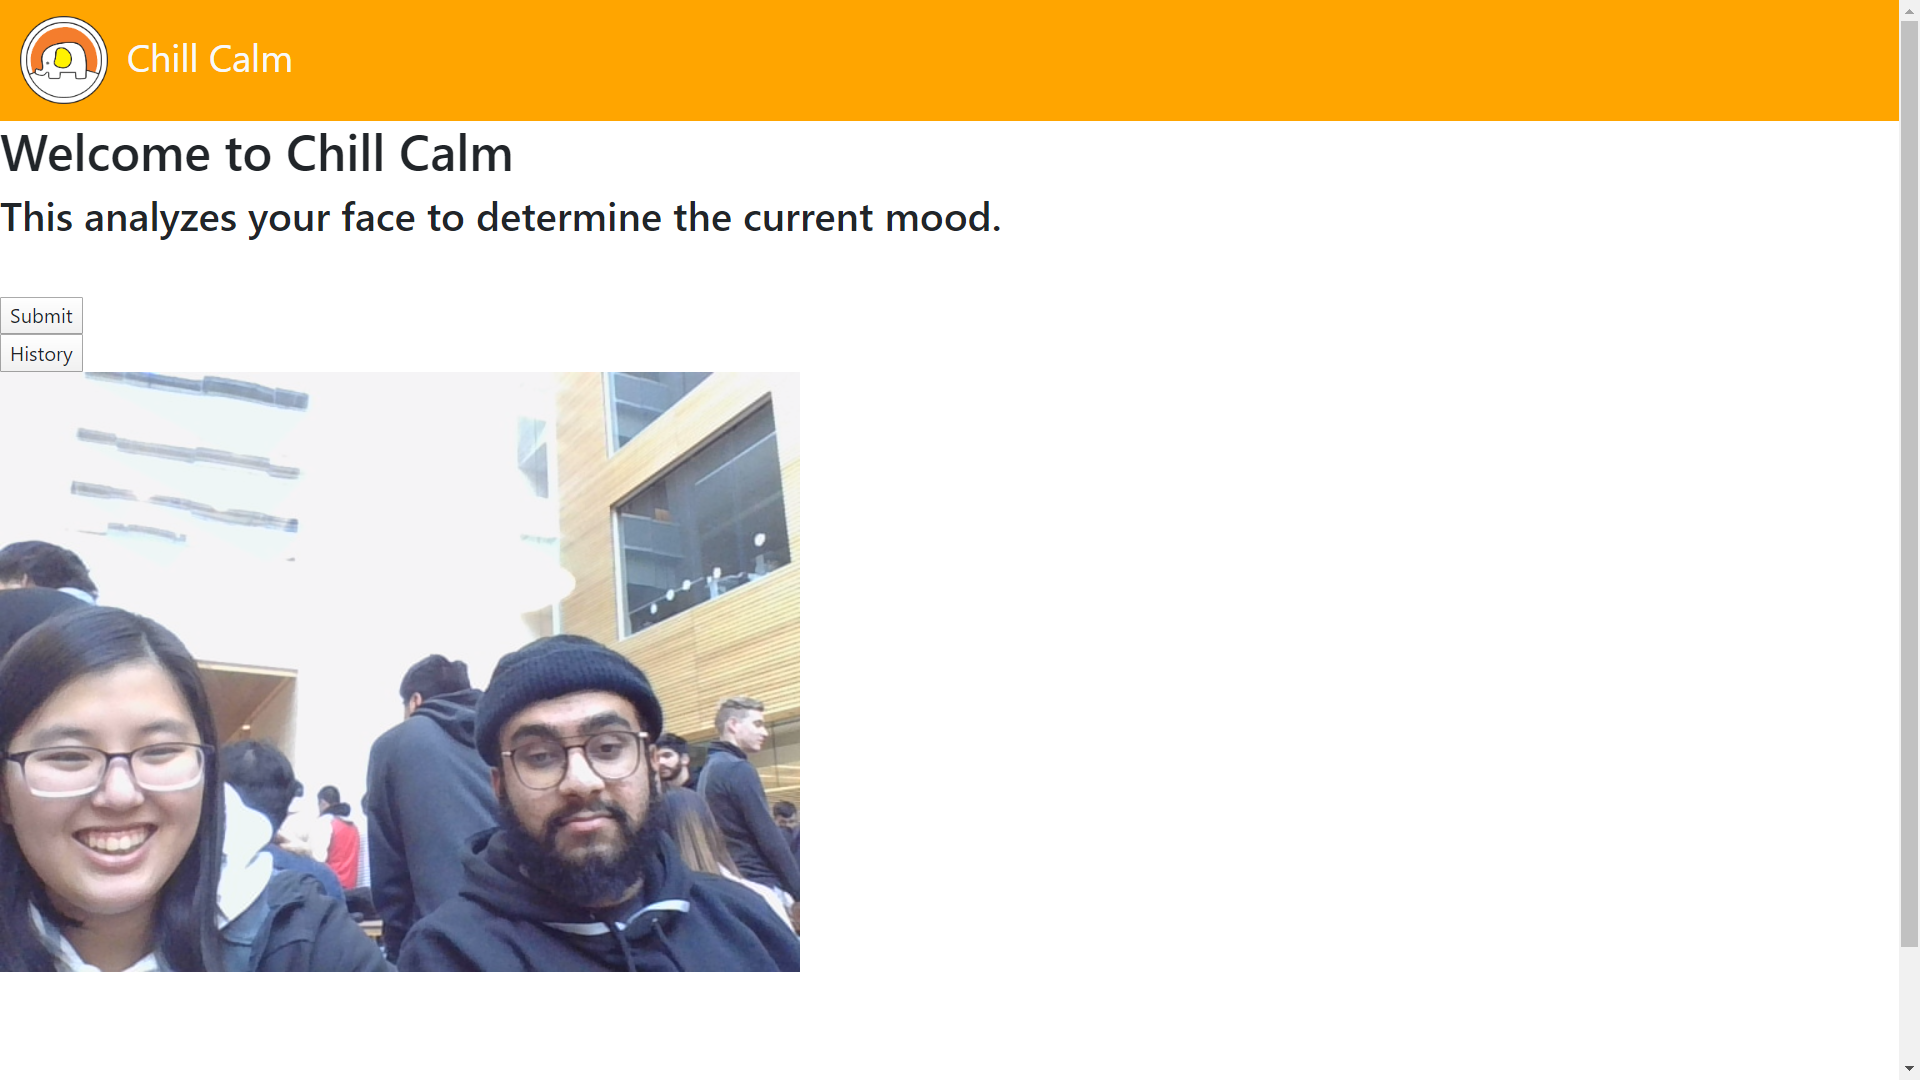 Chill Calm
Welcome to Chill Calm
This analyzes your face to determine the current mood.
Submit
History